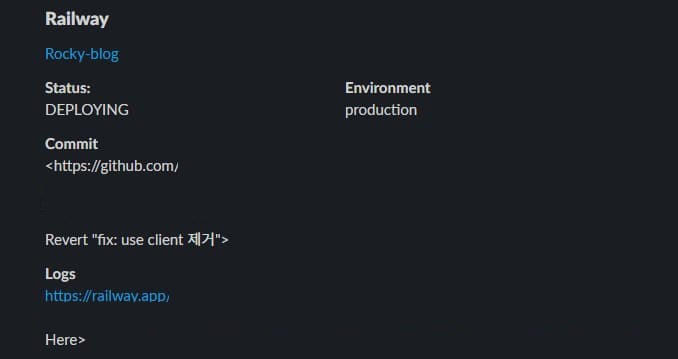 Railway
Rocky-blog
Status: Environment
DEPLOYING production
Commit
<https://github.com/
Revert "fix: use client 제거">
Logs
https://railway.app/
Here>